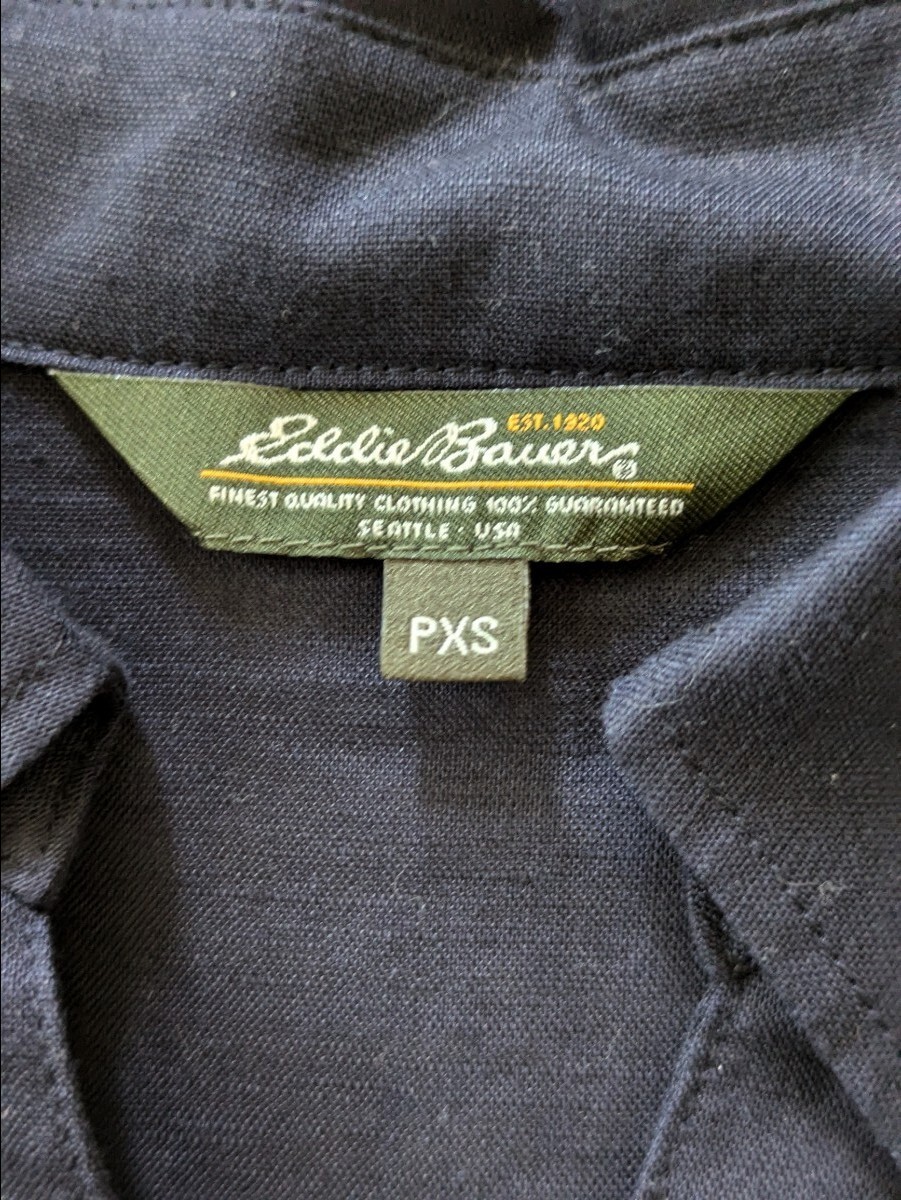 EST. 1920
Eddie Bauer
FINEST QUALITY CLOTHING 100% GUARANTEED
SEATTLE · USA
PXS